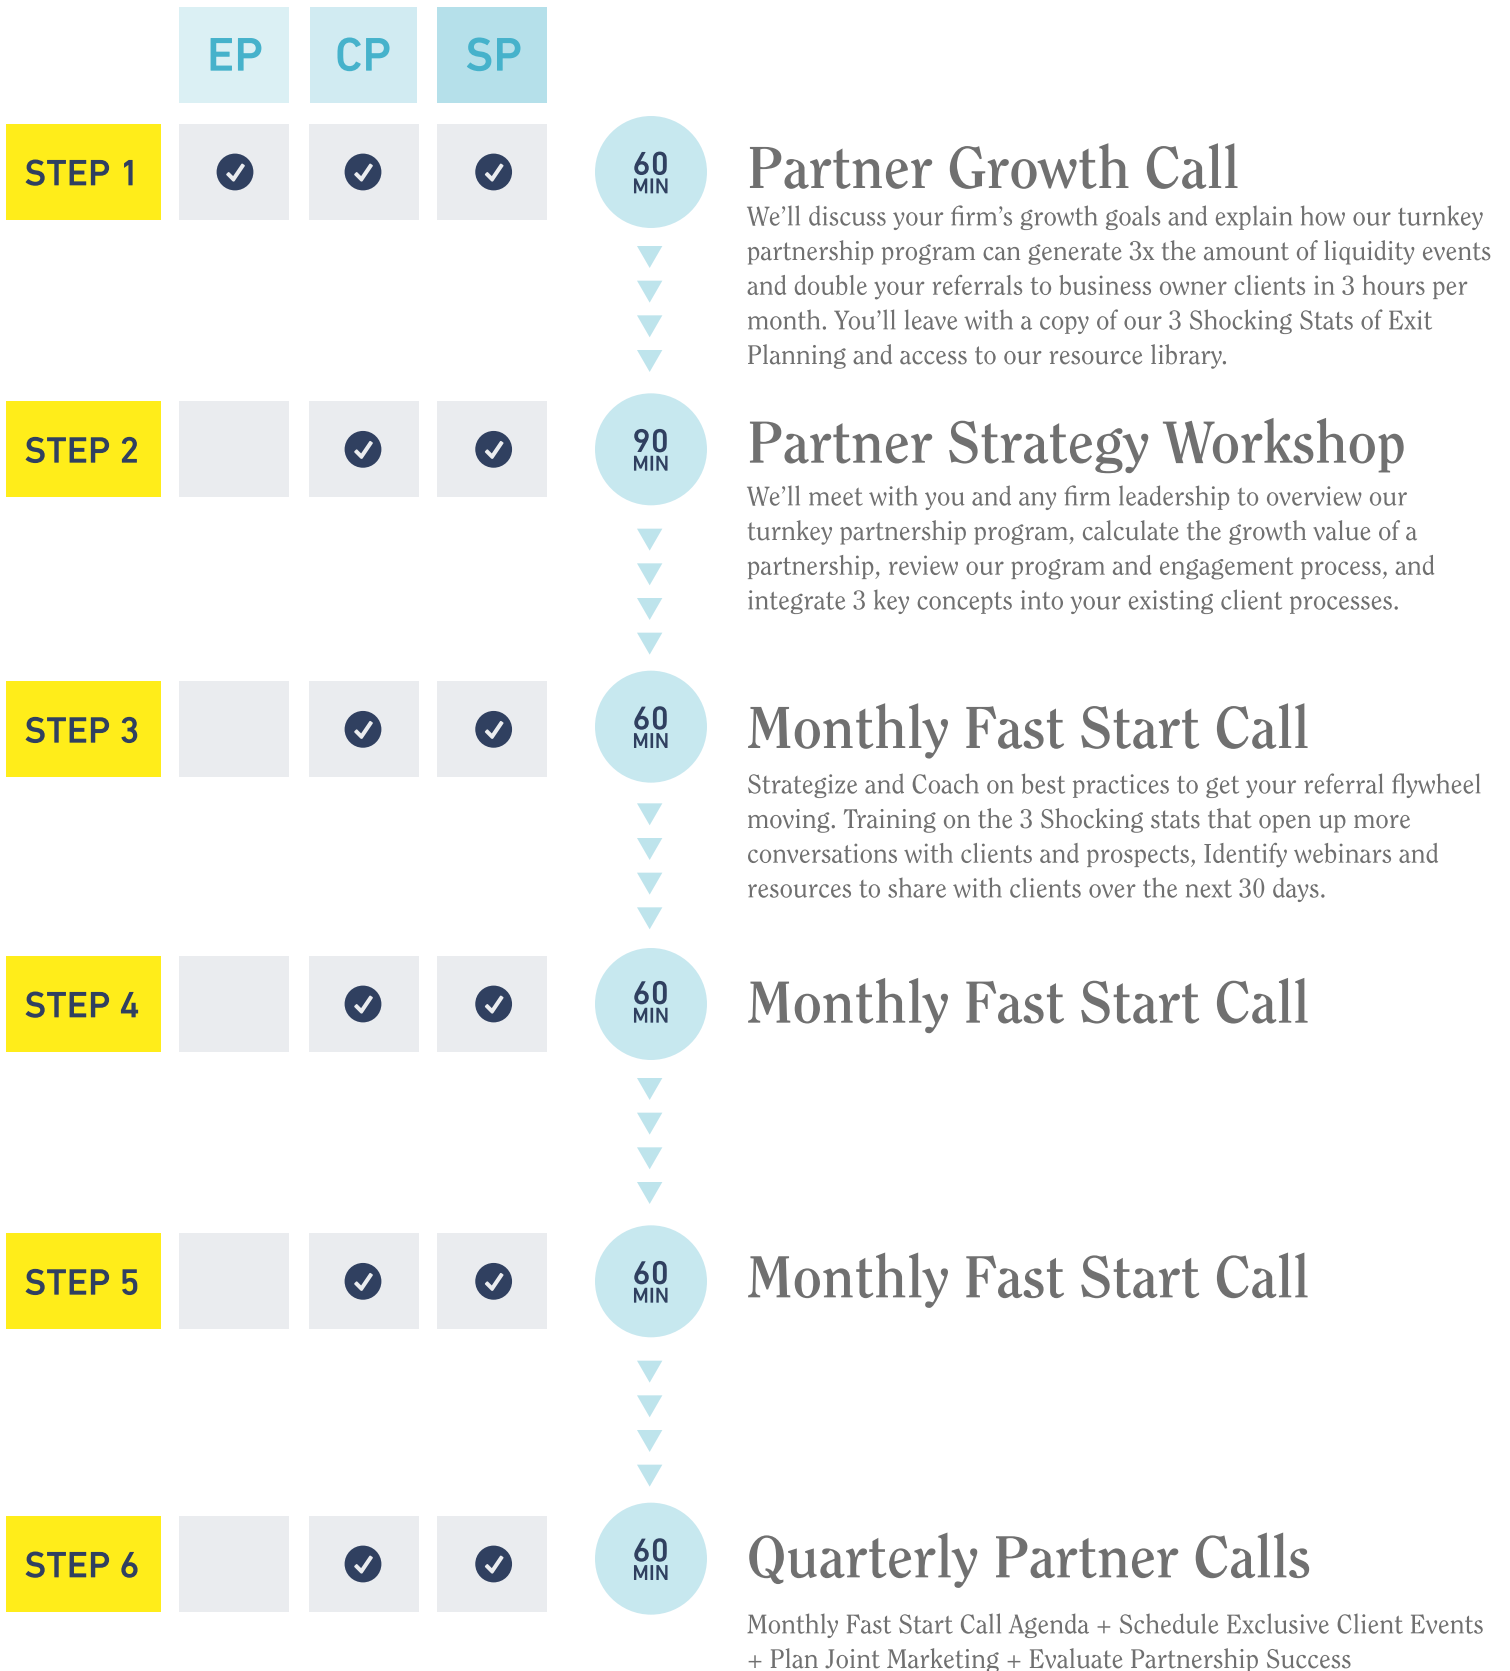 EP CP SP
STEP 1
60
MIN
Partner Growth Call
We’ll discuss your firm’s growth goals and explain how our turnkey
partnership program can generate 3x the amount of liquidity events
and double your referrals to business owner clients in 3 hours per
month. You’ll leave with a copy of our 3 Shocking Stats of Exit
Planning and access to our resource library.
STEP 2
90
MIN
Partner Strategy Workshop
We’ll meet with you and any firm leadership to overview our
turnkey partnership program, calculate the growth value of a
partnership, review our program and engagement process, and
integrate 3 key concepts into your existing client processes.
STEP 3
60
MIN
Monthly Fast Start Call
Strategize and Coach on best practices to get your referral flywheel
moving. Training on the 3 Shocking stats that open up more
conversations with clients and prospects, Identify webinars and
resources to share with clients over the next 30 days.
STEP 4
60
MIN
Monthly Fast Start Call
STEP 5
60
MIN
Monthly Fast Start Call
STEP 6
60
MIN
Quarterly Partner Calls
Monthly Fast Start Call Agenda + Schedule Exclusive Client Events
+ Plan Joint Marketing + Evaluate Partnership Success